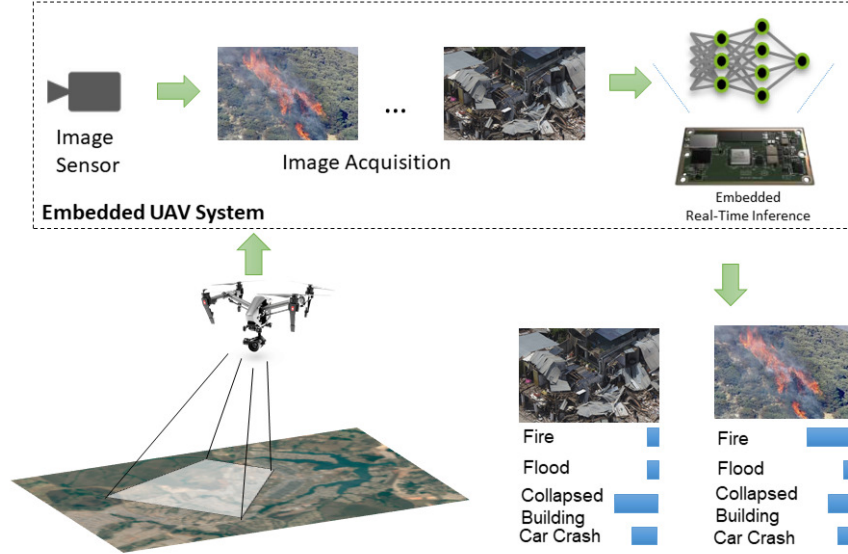 Image
Sensor
...
Image Acquisition
Embedded
Real-Time Inference
Embedded UAV System
Fire
Flood
Collapsed
Building
Car Crash
Fire
Flood
Collapsed
Building
Car Crash